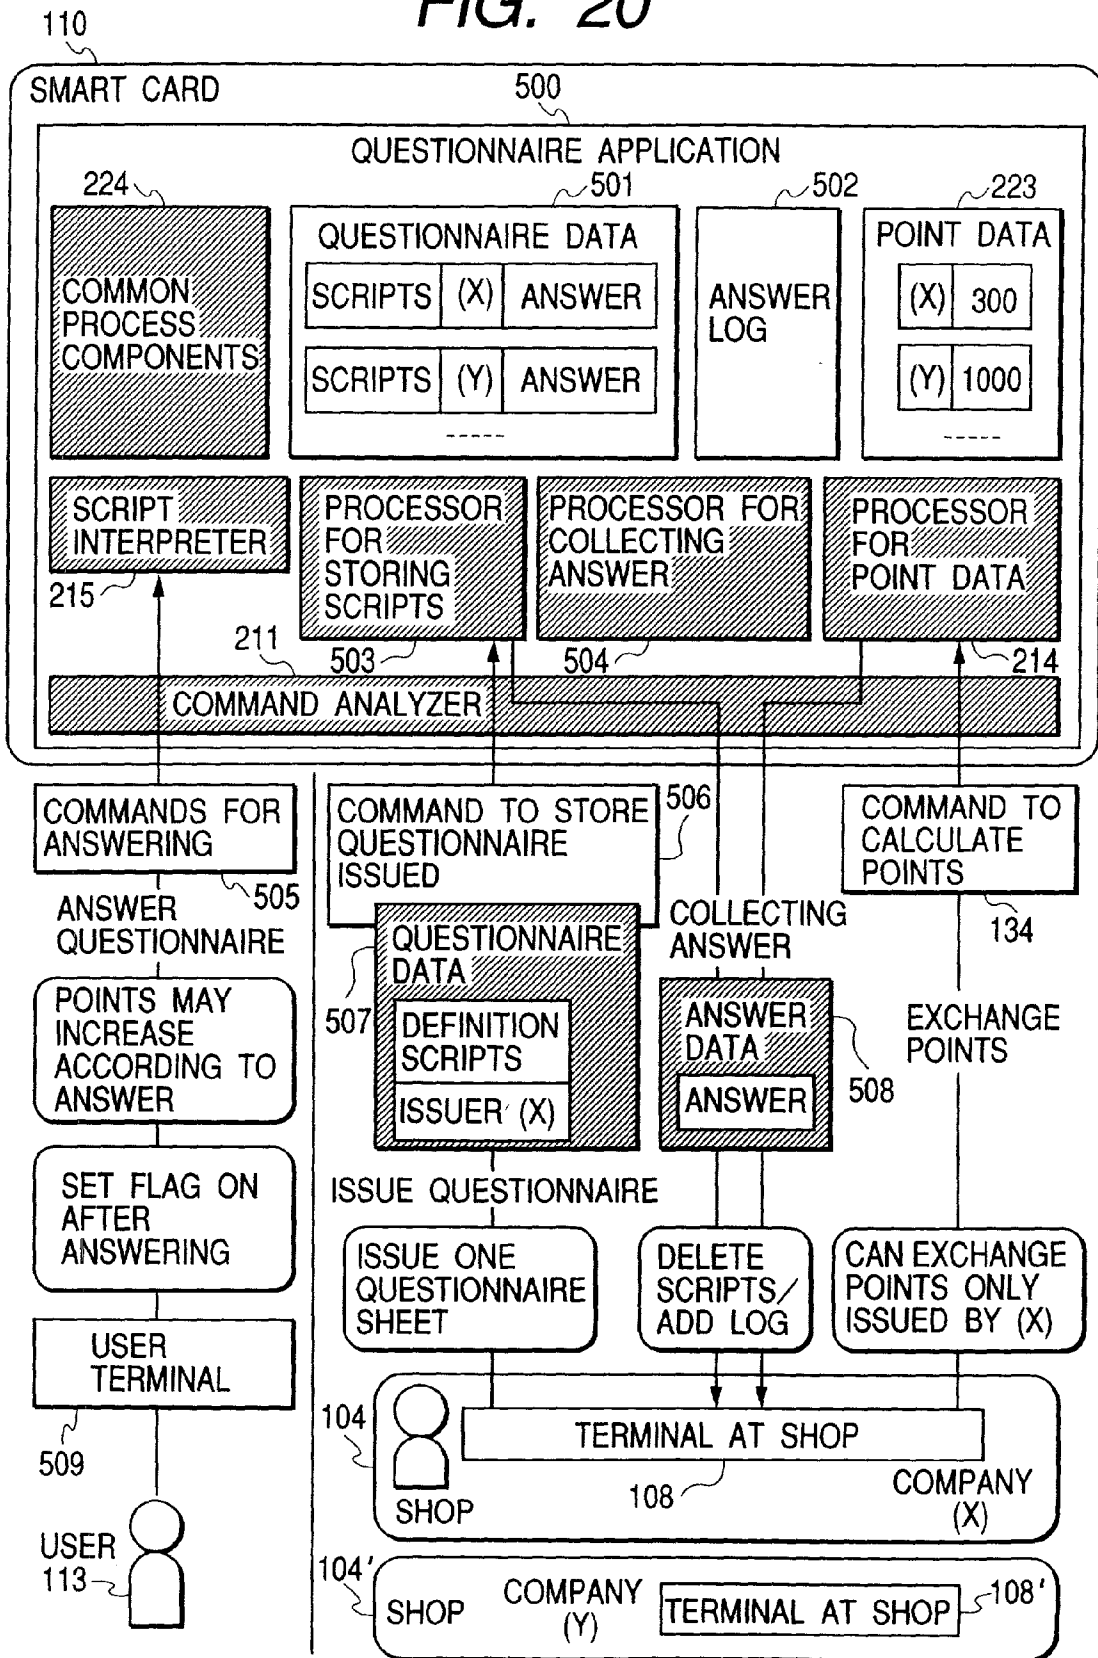 FIG. 20
110
SMART CARD
500
QUESTIONNAIRE APPLICATION
224
501
502
223
COMMON
PROCESS
COMPONENTS
QUESTIONNAIRE DATA
SCRIPTS (X) ANSWER
SCRIPTS (Y) ANSWER
-----
ANSWER
LOG
POINT DATA
(X) 300
(Y) 1000
-----
SCRIPT
INTERPRETER
215
PROCESSOR
FOR
STORING
SCRIPTS
503
PROCESSOR FOR
COLLECTING
ANSWER
504
PROCESSOR
FOR
POINT DATA
214
211
COMMAND ANALYZER
COMMANDS FOR
ANSWERING
505
ANSWER
QUESTIONNAIRE
POINTS MAY
INCREASE
ACCORDING TO
ANSWER
SET FLAG ON
AFTER
ANSWERING
USER
TERMINAL
509
USER
113
COMMAND TO STORE
QUESTIONNAIRE
ISSUED
506
QUESTIONNAIRE
DATA
507
DEFINITION
SCRIPTS
ISSUER (X)
ISSUE QUESTIONNAIRE
ISSUE ONE
QUESTIONNAIRE
SHEET
COLLECTING
ANSWER
ANSWER
DATA
ANSWER
508
DELETE
SCRIPTS/
ADD LOG
COMMAND TO
CALCULATE
POINTS
134
EXCHANGE
POINTS
CAN EXCHANGE
POINTS ONLY
ISSUED BY (X)
104
TERMINAL AT SHOP
108
SHOP
COMPANY
(X)
104'
SHOP
COMPANY
(Y)
TERMINAL AT SHOP
108'